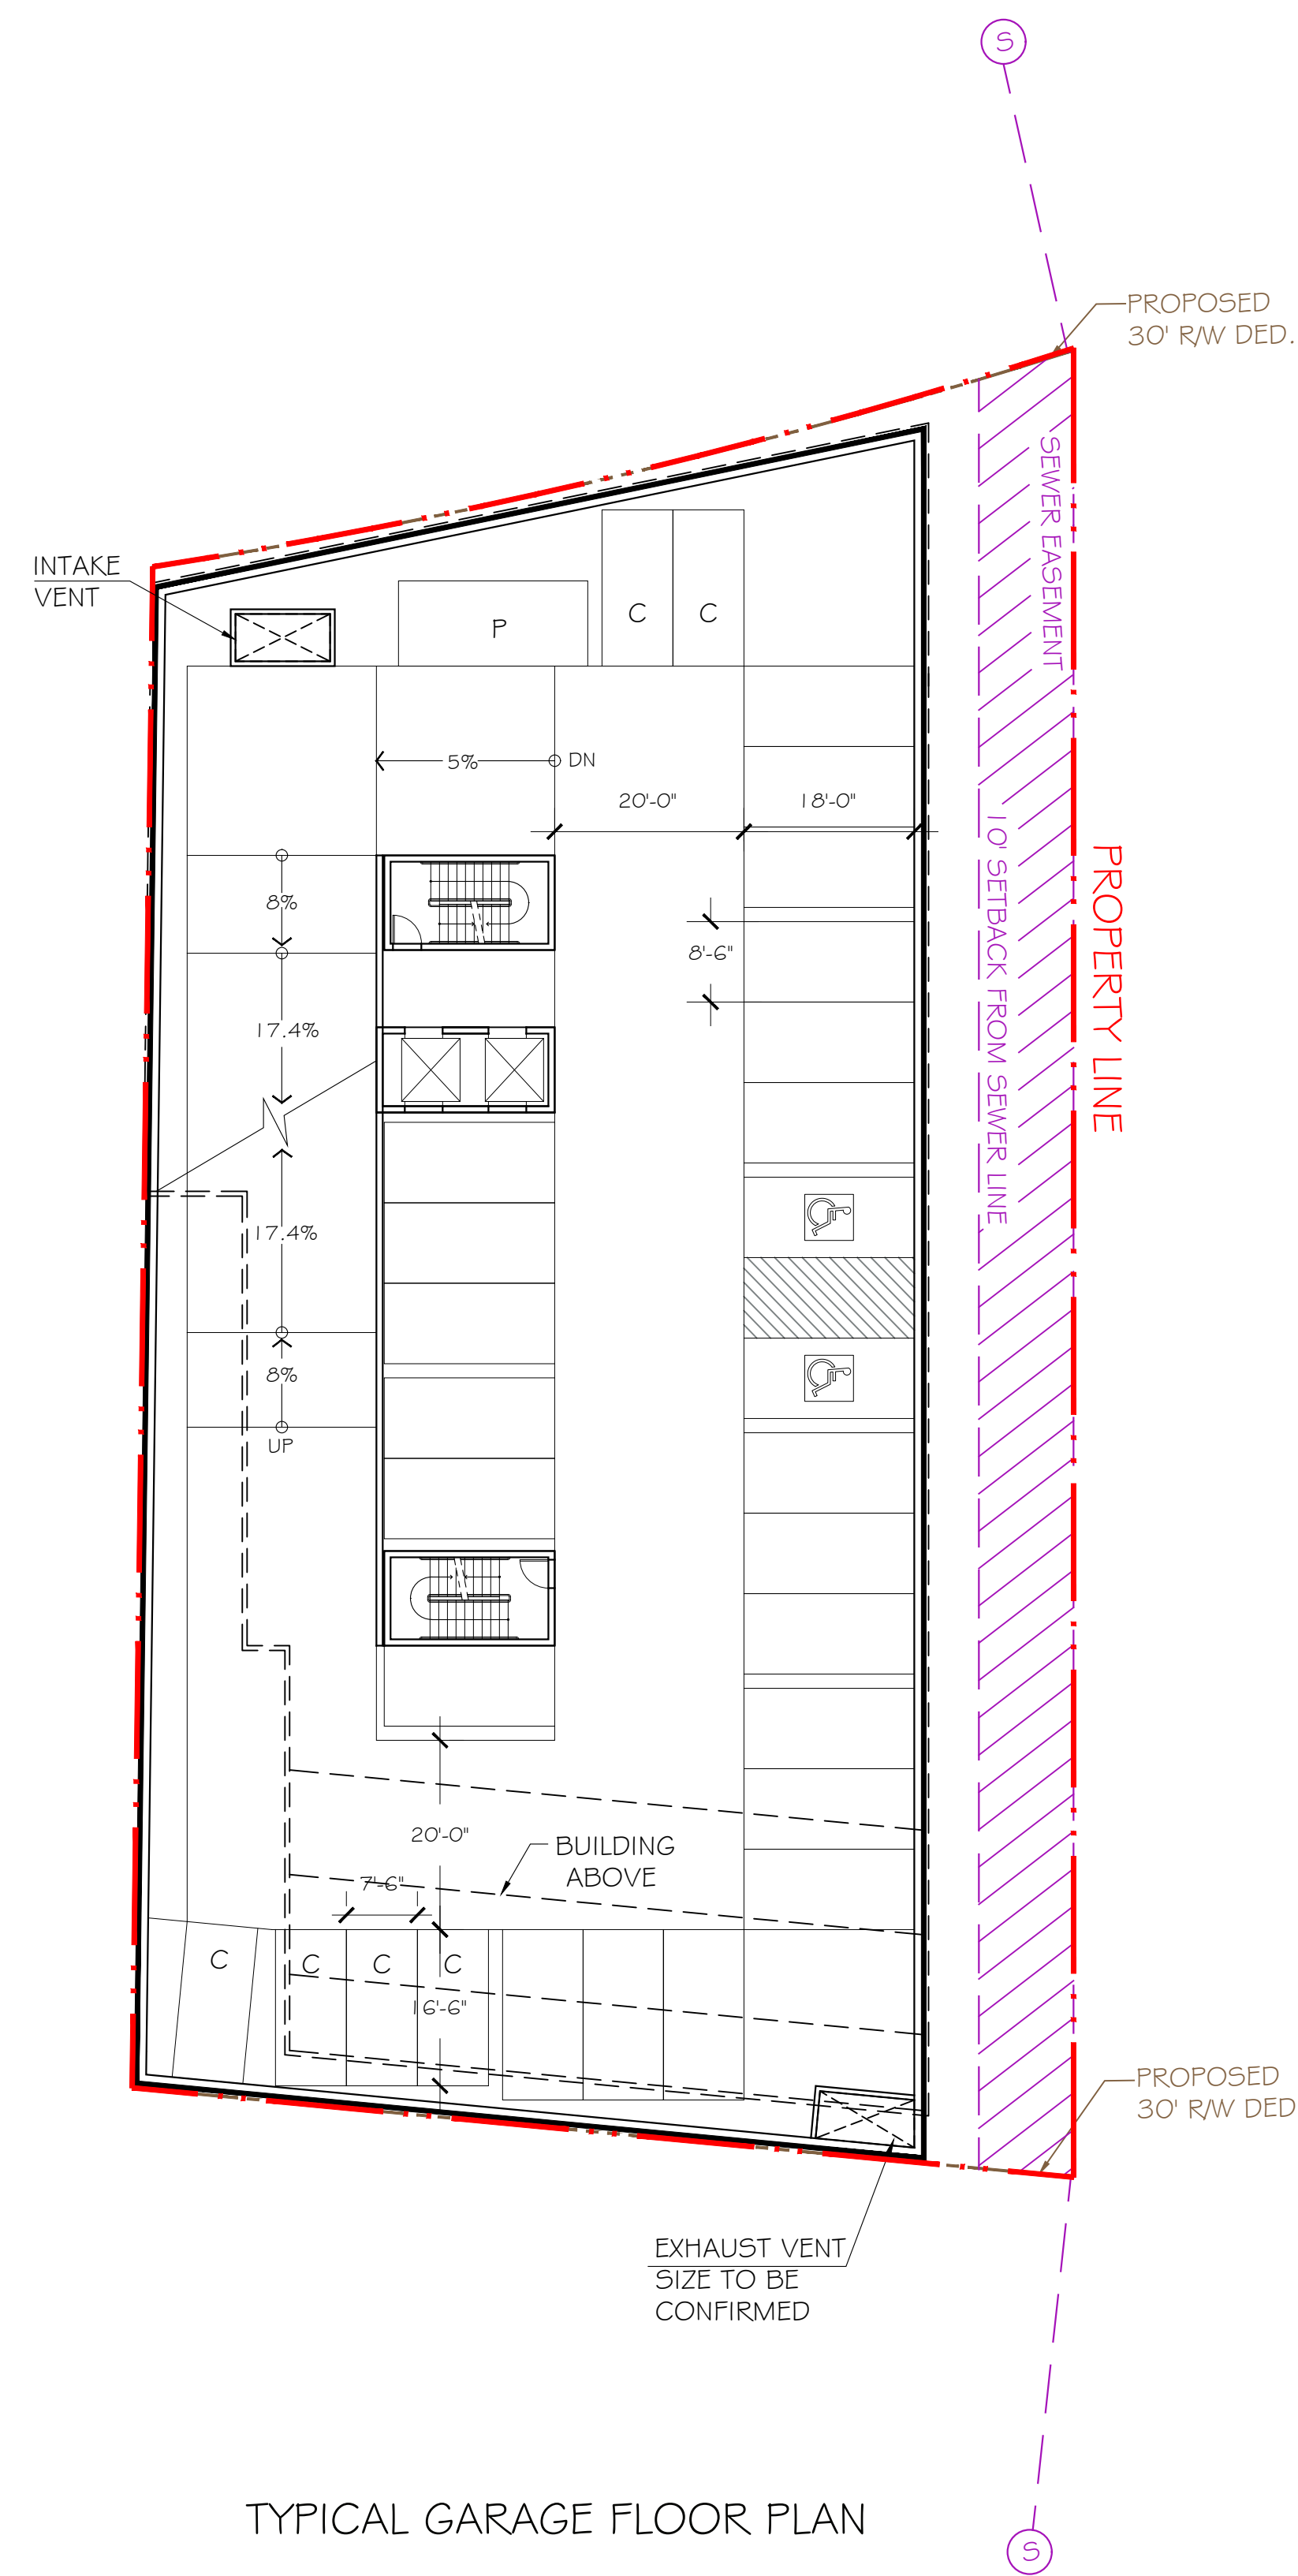 S
PROPOSED
30' R/W DED.
SEWER EASEMENT
INTAKE
VENT
P
C
C
5%
DN
20'-0"
18'-0"
8%
8'-6"
17.4%
10' SETBACK FROM SEWER LINE
PROPERTY LINE
17.4%
8%
UP
20'-0"
BUILDING
ABOVE
7'-6"
C
C
C
C
16'-6"
PROPOSED
30' R/W DED
EXHAUST VENT
SIZE TO BE
CONFIRMED
TYPICAL GARAGE FLOOR PLAN
S